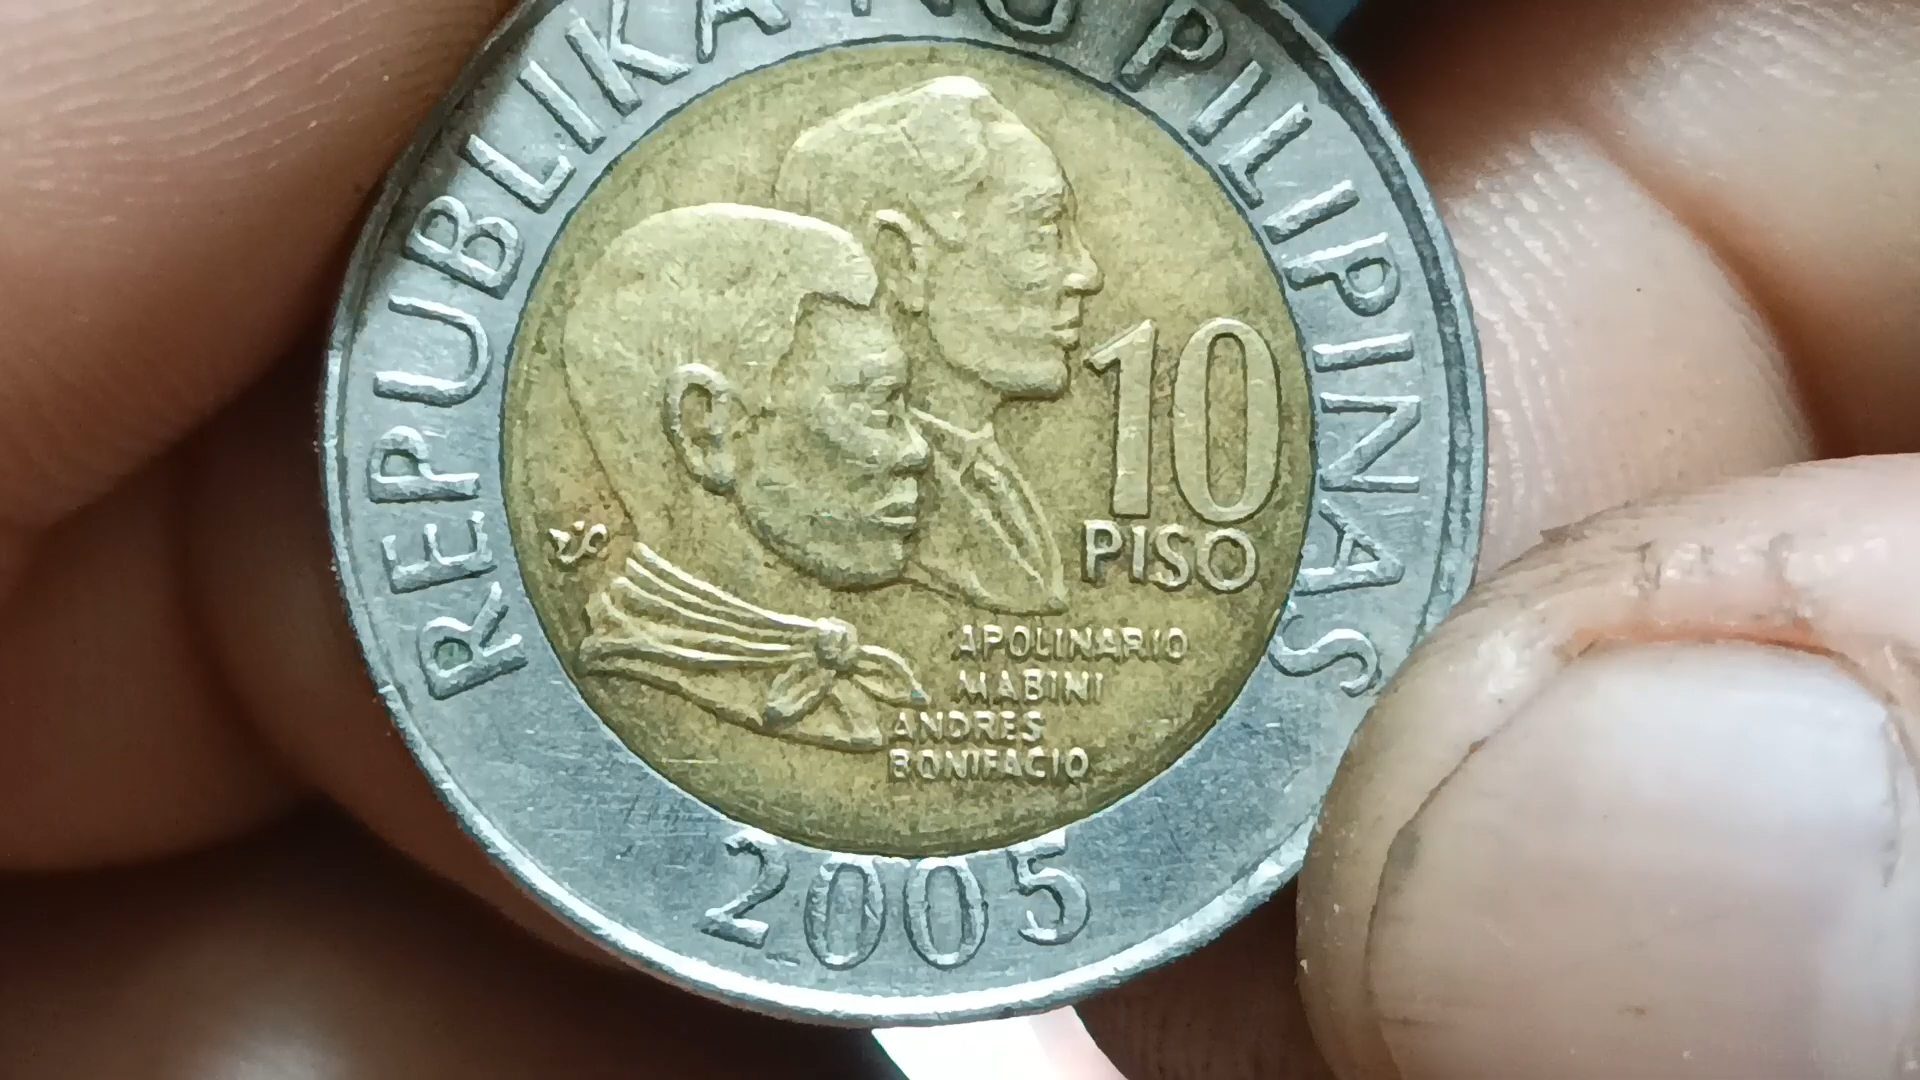 REPUBLIKA NG PILIPINAS
10
PISO
APOLINARIO
MABINI
ANDRES
BONIFACIO
2005